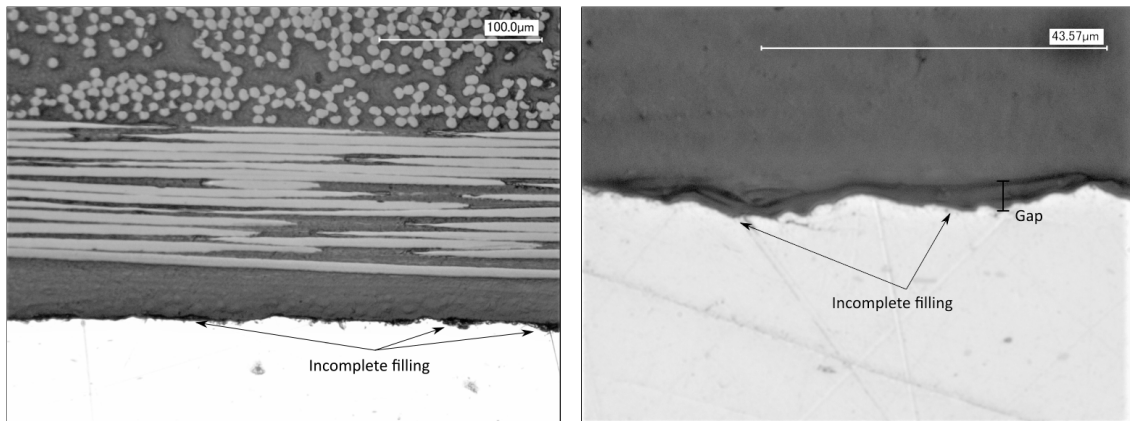 100.0μm
Incomplete filling
43.57μm
Gap
Incomplete filling